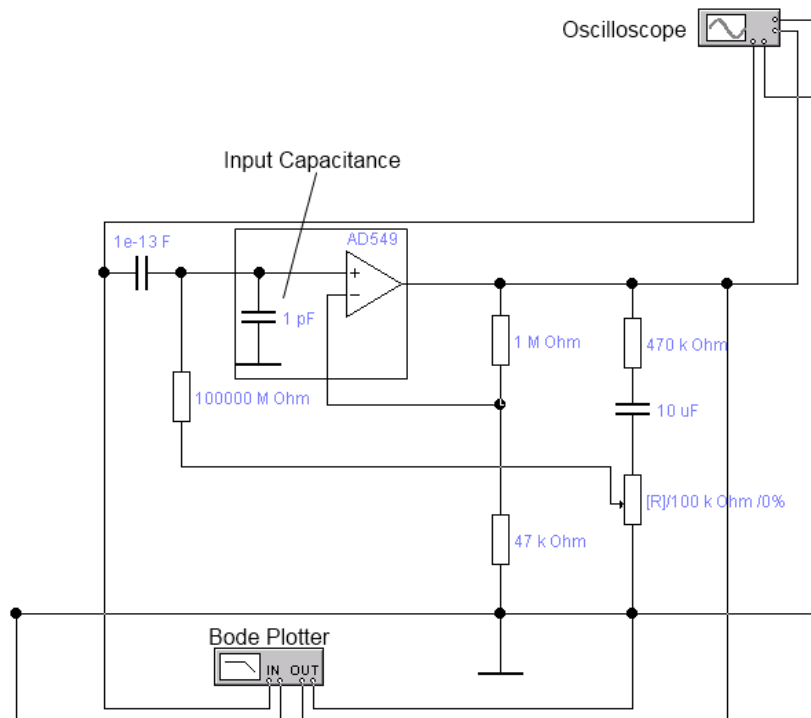 Oscilloscope
Input Capacitance
1e-13 F
AD549
+
−
1 pF
1 M Ohm
470 k Ohm
100000 M Ohm
10 uF
[R]/100 k Ohm /0%
47 k Ohm
Bode Plotter
IN OUT